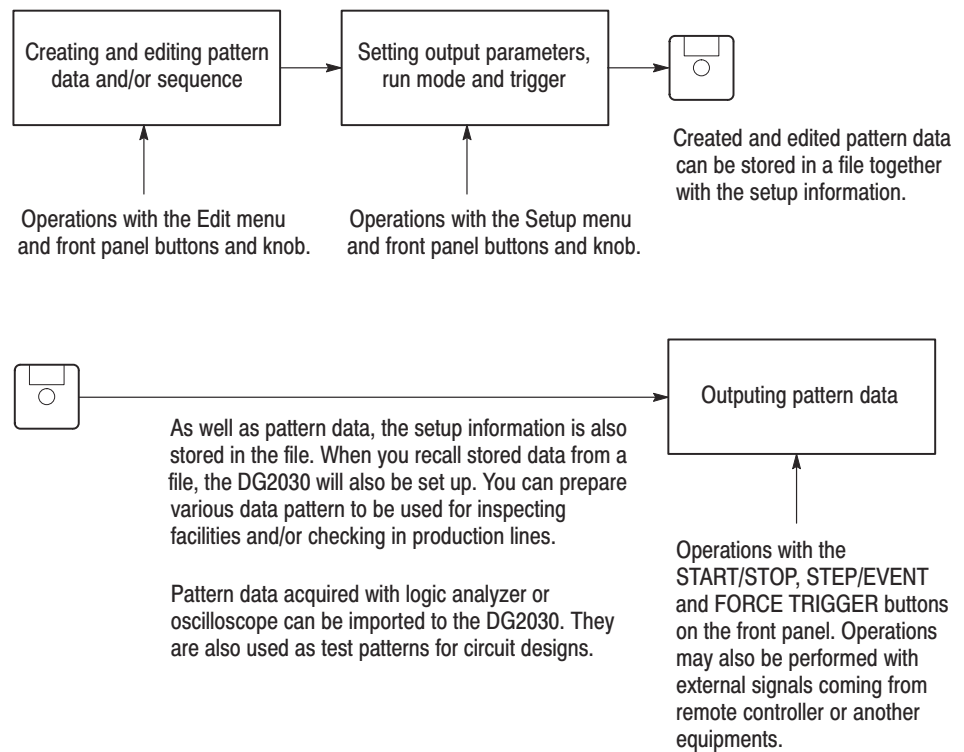 Creating and editing pattern
data and/or sequence
Setting output parameters,
run mode and trigger
Created and edited pattern data
can be stored in a file together
with the setup information.
Operations with the Edit menu
and front panel buttons and knob.
Operations with the Setup menu
and front panel buttons and knob.
Outputing pattern data
As well as pattern data, the setup information is also
stored in the file. When you recall stored data from a
file, the DG2030 will also be set up. You can prepare
various data pattern to be used for inspecting
facilities and/or checking in production lines.
Pattern data acquired with logic analyzer or
oscilloscope can be imported to the DG2030. They
are also used as test patterns for circuit designs.
Operations with the
START/STOP, STEP/EVENT
and FORCE TRIGGER buttons
on the front panel. Operations
may also be performed with
external signals coming from
remote controller or another
equipments.